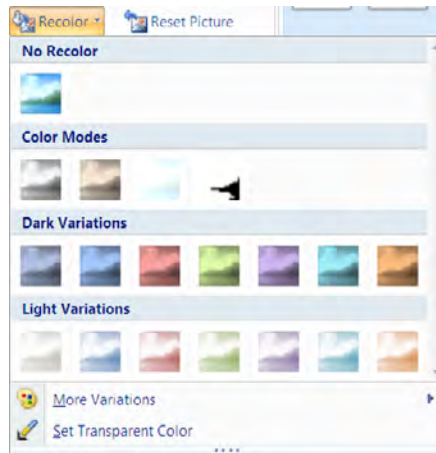 Recolor Reset Picture
No Recolor
Color Modes
Dark Variations
Light Variations
More Variations
Set Transparent Color